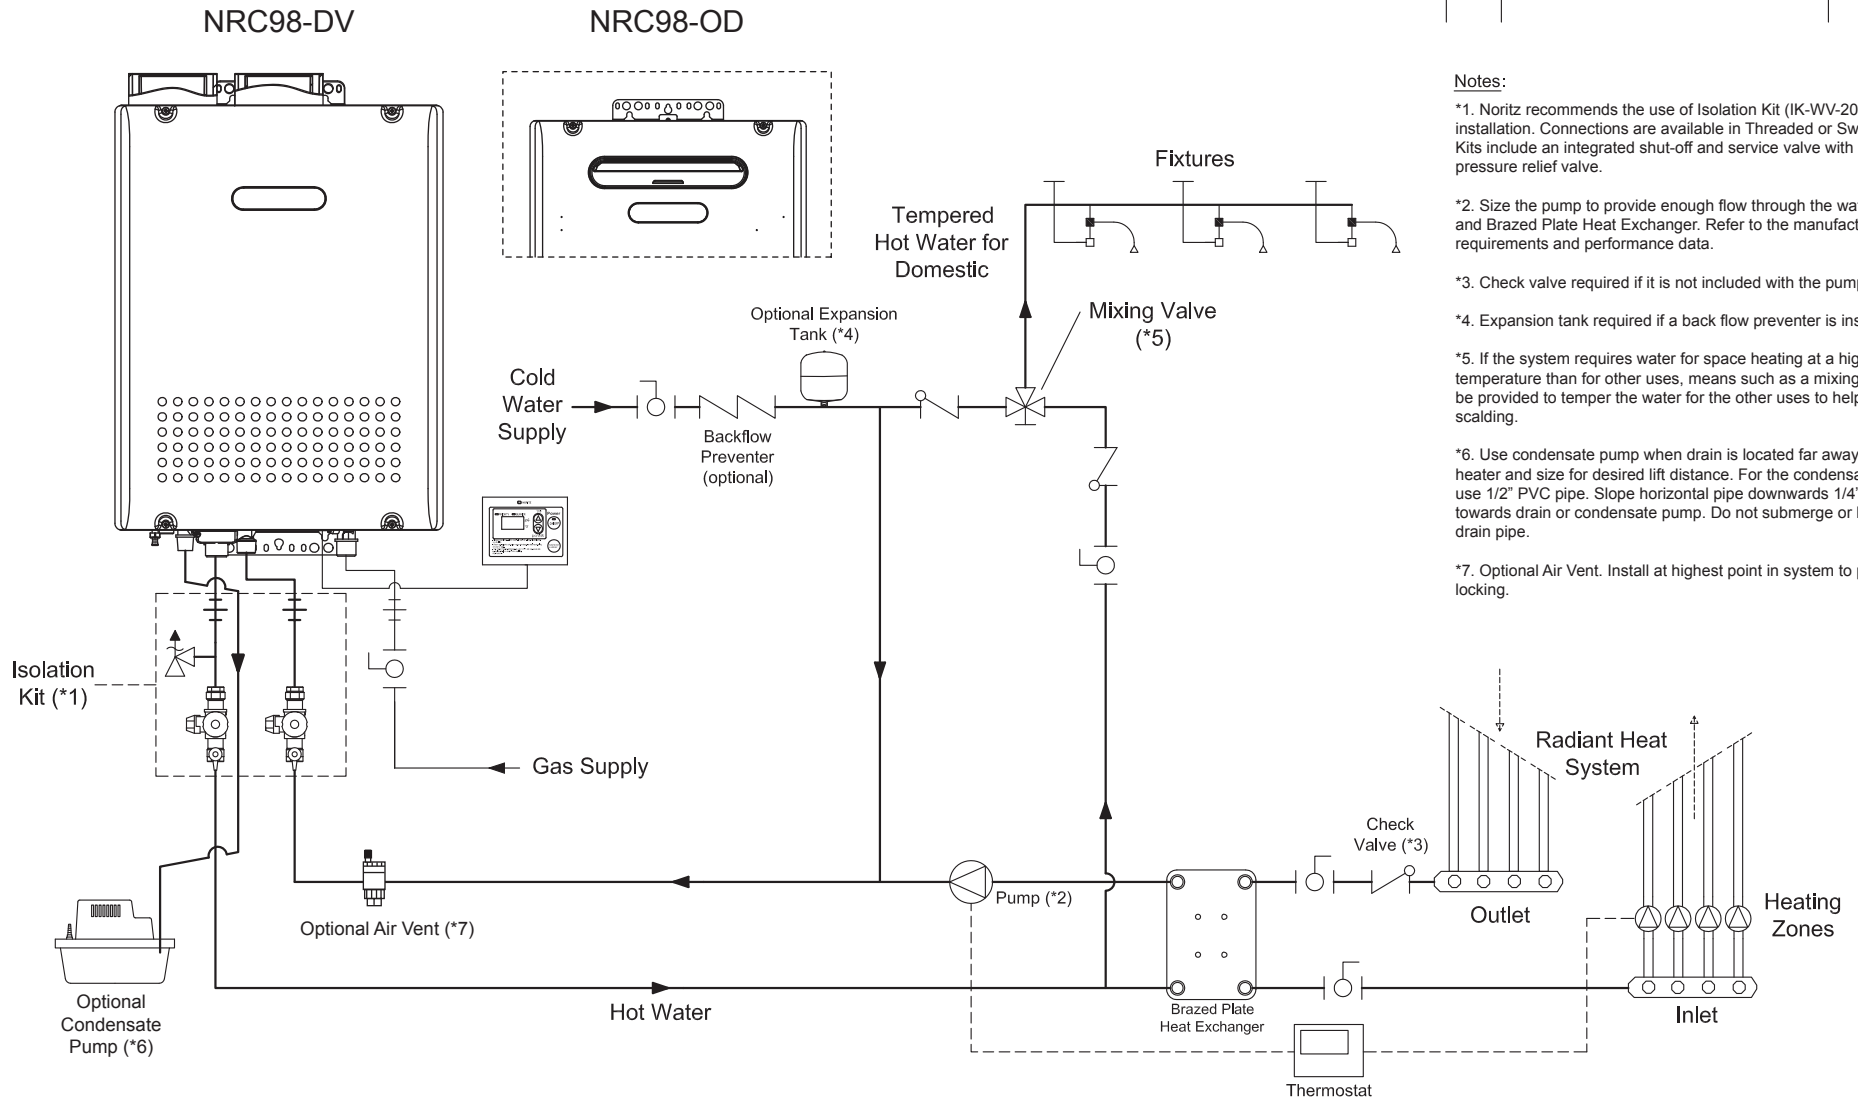 NRC98-DV
NRC98-OD
Notes:
*1. Noritz recommends the use of Isolation Kit (IK-WV-20
installation. Connections are available in Threaded or Sw
Kits include an integrated shut-off and service valve with
pressure relief valve.
*2. Size the pump to provide enough flow through the wa
and Brazed Plate Heat Exchanger. Refer to the manufact
requirements and performance data.
*3. Check valve required if it is not included with the pump
*4. Expansion tank required if a back flow preventer is ins
*5. If the system requires water for space heating at a hig
temperature than for other uses, means such as a mixing
be provided to temper the water for the other uses to help
scalding.
*6. Use condensate pump when drain is located far away
heater and size for desired lift distance. For the condensa
use 1/2” PVC pipe. Slope horizontal pipe downwards 1/4”
towards drain or condensate pump. Do not submerge or
drain pipe.
*7. Optional Air Vent. Install at highest point in system to
locking.
Fixtures
Tempered
Hot Water for
Domestic
Mixing Valve
(*5)
Optional Expansion
Tank (*4)
Cold
Water
Supply
Backflow
Preventer
(optional)
Isolation
Kit (*1)
Gas Supply
Radiant Heat
System
Check
Valve (*3)
Pump (*2)
Outlet
Heating
Zones
Optional Air Vent (*7)
Optional
Condensate
Pump (*6)
Hot Water
Brazed Plate
Heat Exchanger
Inlet
Thermostat